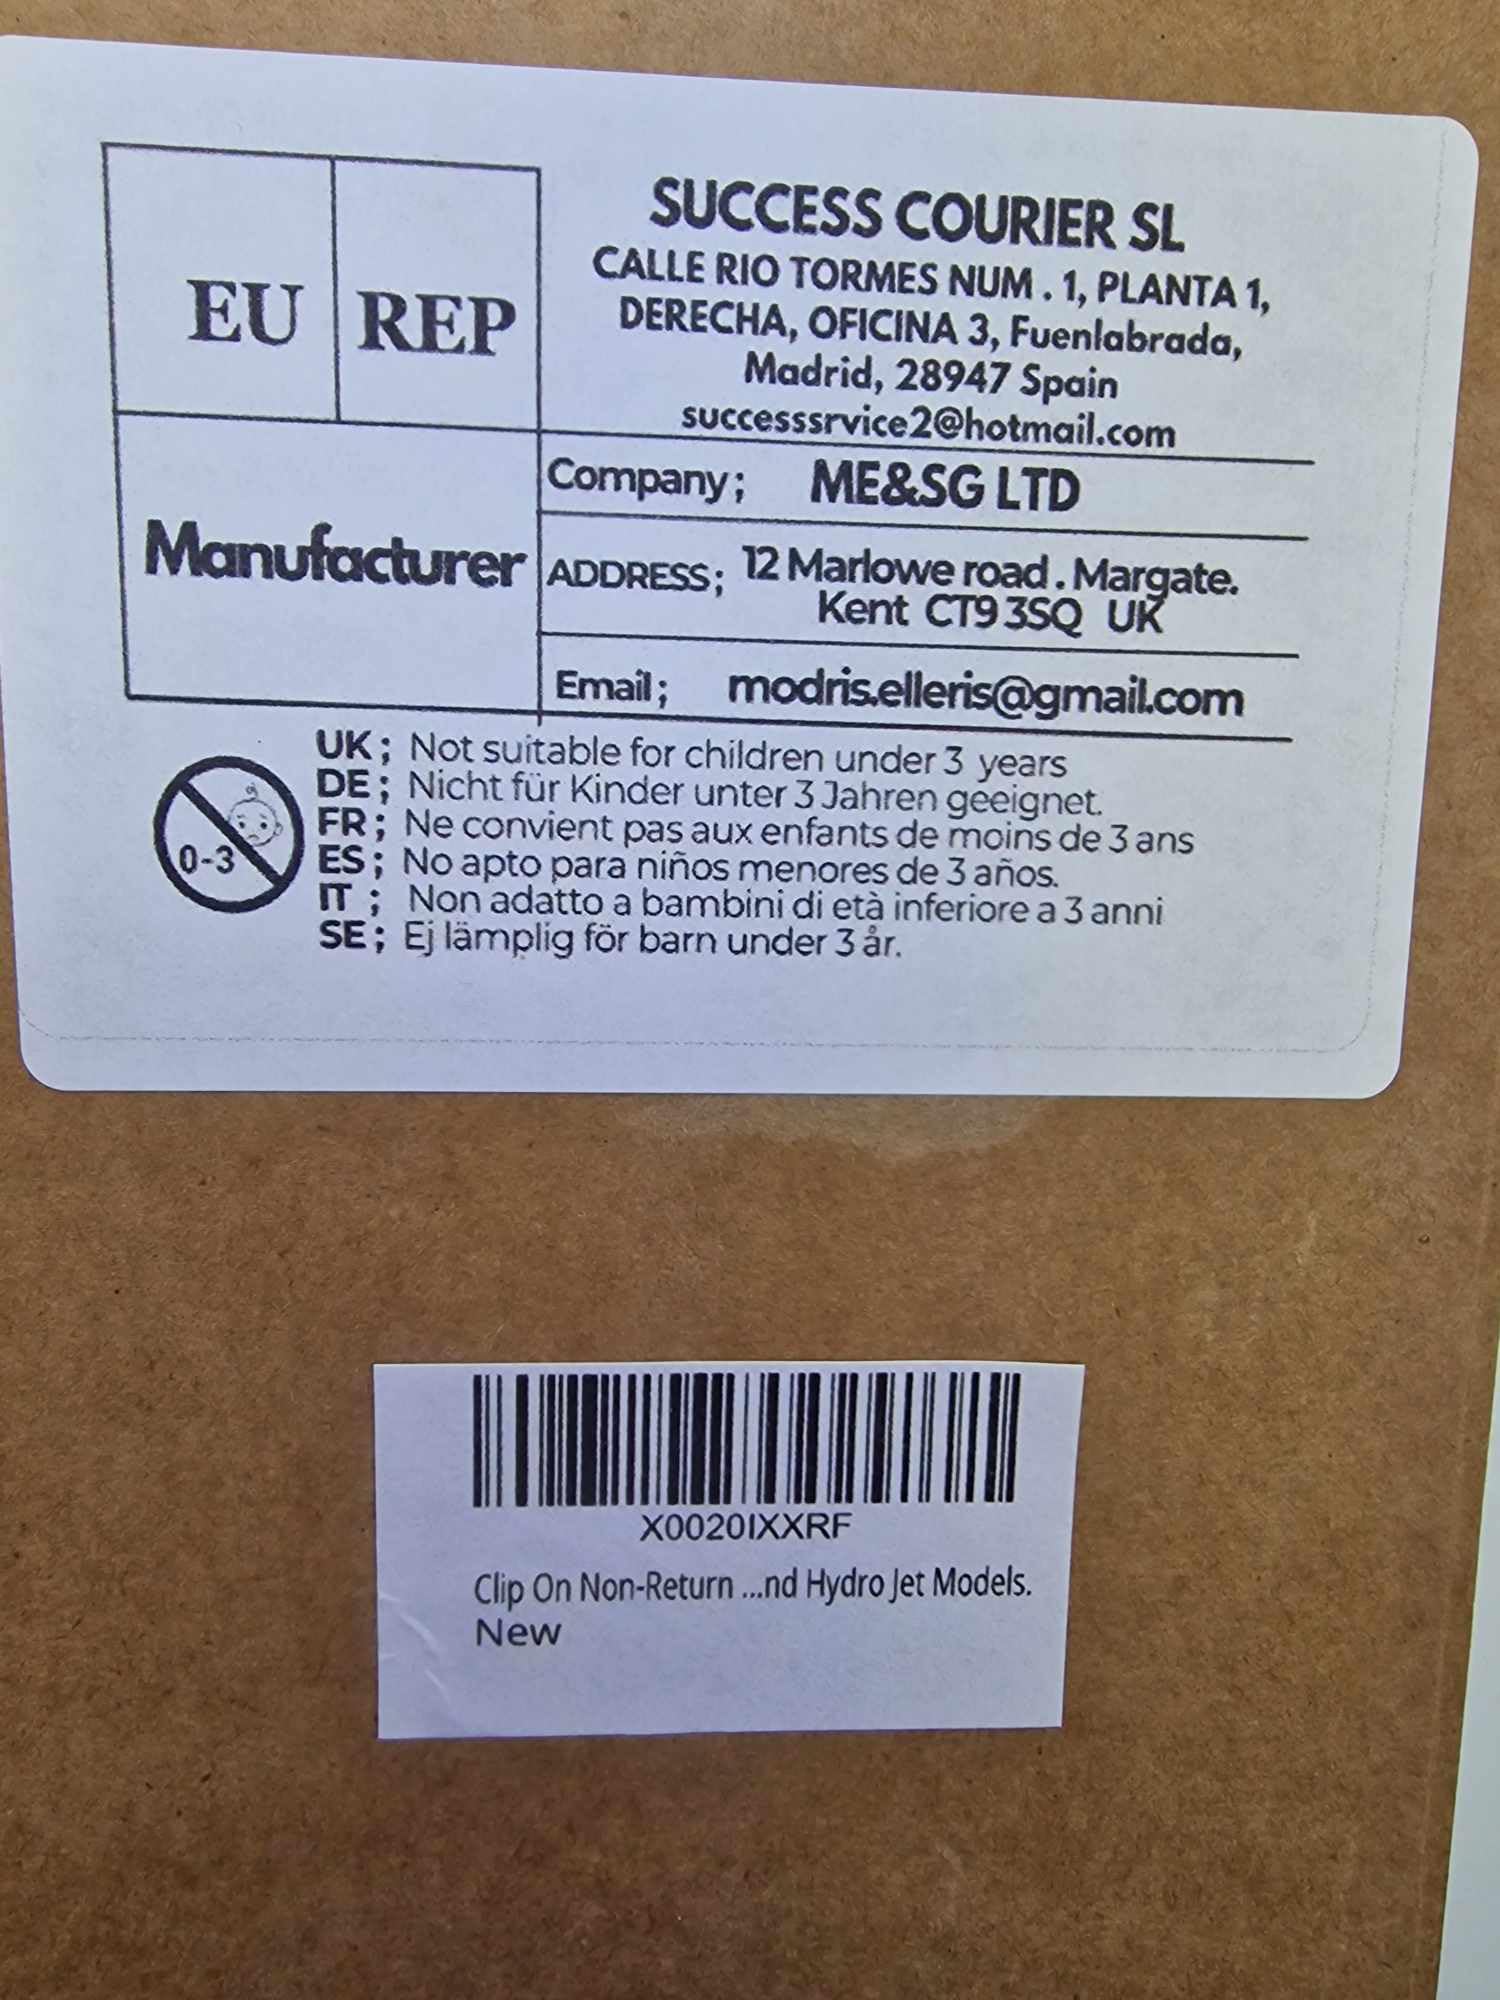 EU REP
SUCCESS COURIER SL
CALLE RIO TORMES NUM . 1, PLANTA 1,
DERECHA, OFICINA 3, Fuenlabrada,
Madrid, 28947 Spain
successsrvice2@hotmail.com
Manufacturer
Company; ME&SG LTD
ADDRESS; 12 Marlowe road . Margate.
Kent CT9 3SQ UK
Email; modris.elleris@gmail.com
0-3
UK; Not suitable for children under 3 years
DE; Nicht für Kinder unter 3 Jahren geeignet.
FR; Ne convient pas aux enfants de moins de 3 ans
ES; No apto para niños menores de 3 años.
IT ; Non adatto a bambini di età inferiore a 3 anni
SE; Ej lämplig för barn under 3 år.
X0020IXXRF
Clip On Non-Return ...nd Hydro Jet Models.
New